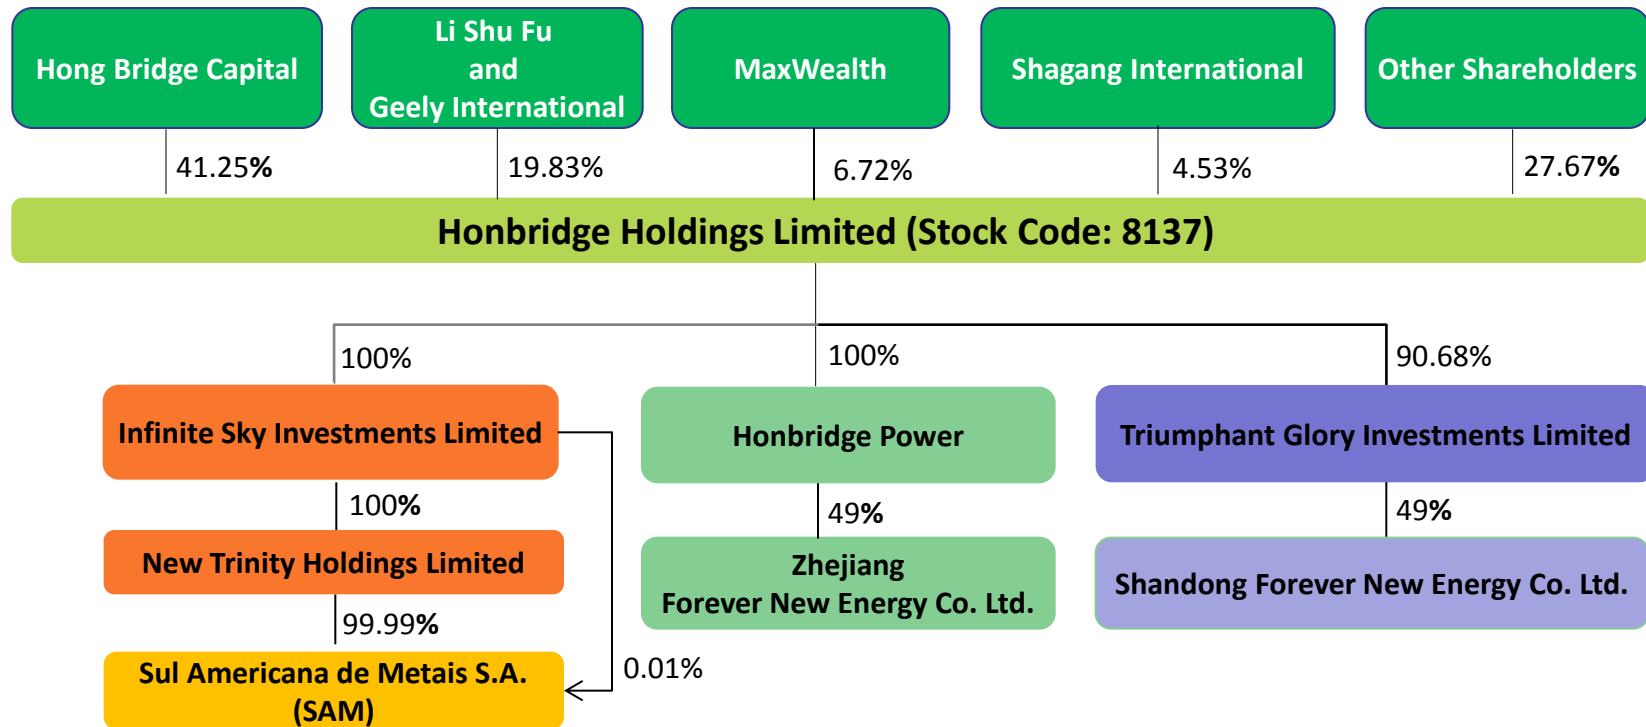 Hong Bridge Capital
Li Shu Fu
and
Geely International
MaxWealth
Shagang International
Other Shareholders
41.25%
19.83%
6.72%
4.53%
27.67%
Honbridge Holdings Limited (Stock Code: 8137)
100%
100%
90.68%
Infinite Sky Investments Limited
Honbridge Power
Triumphant Glory Investments Limited
100%
49%
49%
New Trinity Holdings Limited
Zhejiang
Forever New Energy Co. Ltd.
Shandong Forever New Energy Co. Ltd.
99.99%
0.01%
Sul Americana de Metais S.A.
(SAM)